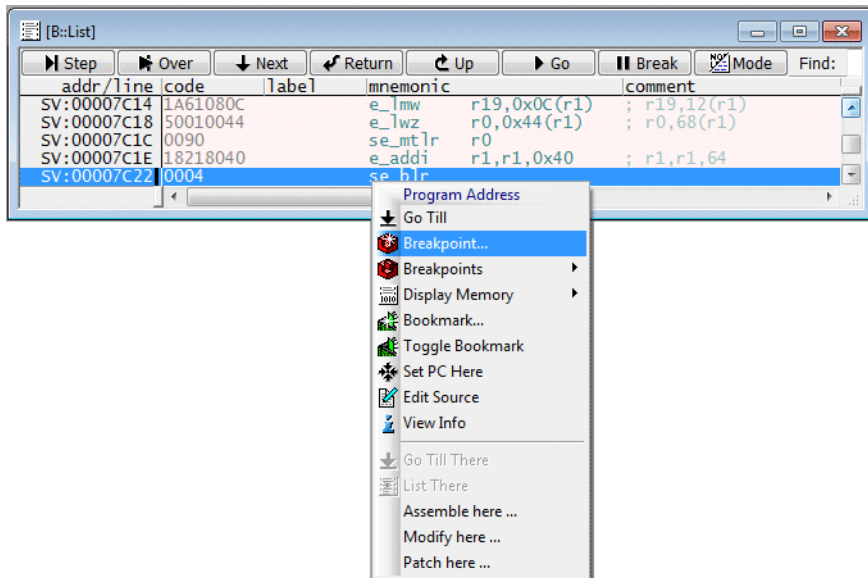 [B::List]
Step Over Next Return Up Go Break Mode Find:
addr/line code label mnemonic comment
SV:00007C14 1A61080C e_lmw r19,0x0C(r1) ; r19,12(r1)
SV:00007C18 50010044 e_lwz r0,0x44(r1) ; r0,68(r1)
SV:00007C1C 0090 se_mtlr r0
SV:00007C1E 18218040 e_addi r1,r1,0x40 ; r1,r1,64
SV:00007C22 0004 se_blr
Program Address
Go Till
Breakpoint...
Breakpoints
Display Memory
Bookmark...
Toggle Bookmark
Set PC Here
Edit Source
View Info
Go Till There
List There
Assemble here ...
Modify here ...
Patch here ...